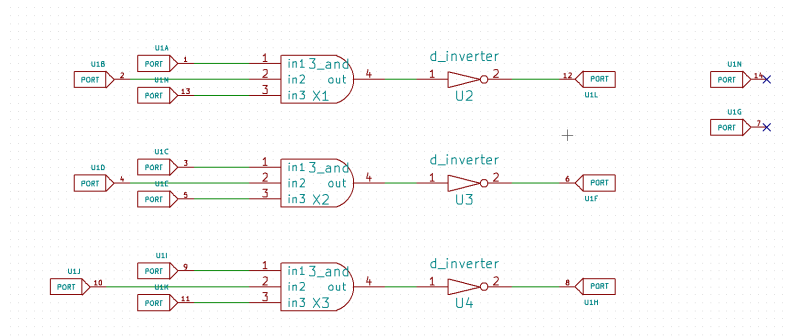 U1A
PORT 1 1 in1 3_and d_inverter
U1B
PORT 2 2 in2 out 4 1 2 12 PORT
U1M
PORT 13 3 in3 X1 U2 U1L
U1N
PORT 14
U1G
PORT 7
U1C
PORT 3 1 in1 3_and d_inverter
U1D
PORT 4 2 in2 out 4 1 2 6 PORT
U1E
PORT 5 3 in3 X2 U3 U1F
U1I
PORT 9 1 in1 3_and d_inverter
U1J
PORT 10 2 in2 out 4 1 2 8 PORT
U1K
PORT 11 3 in3 X3 U4 U1H